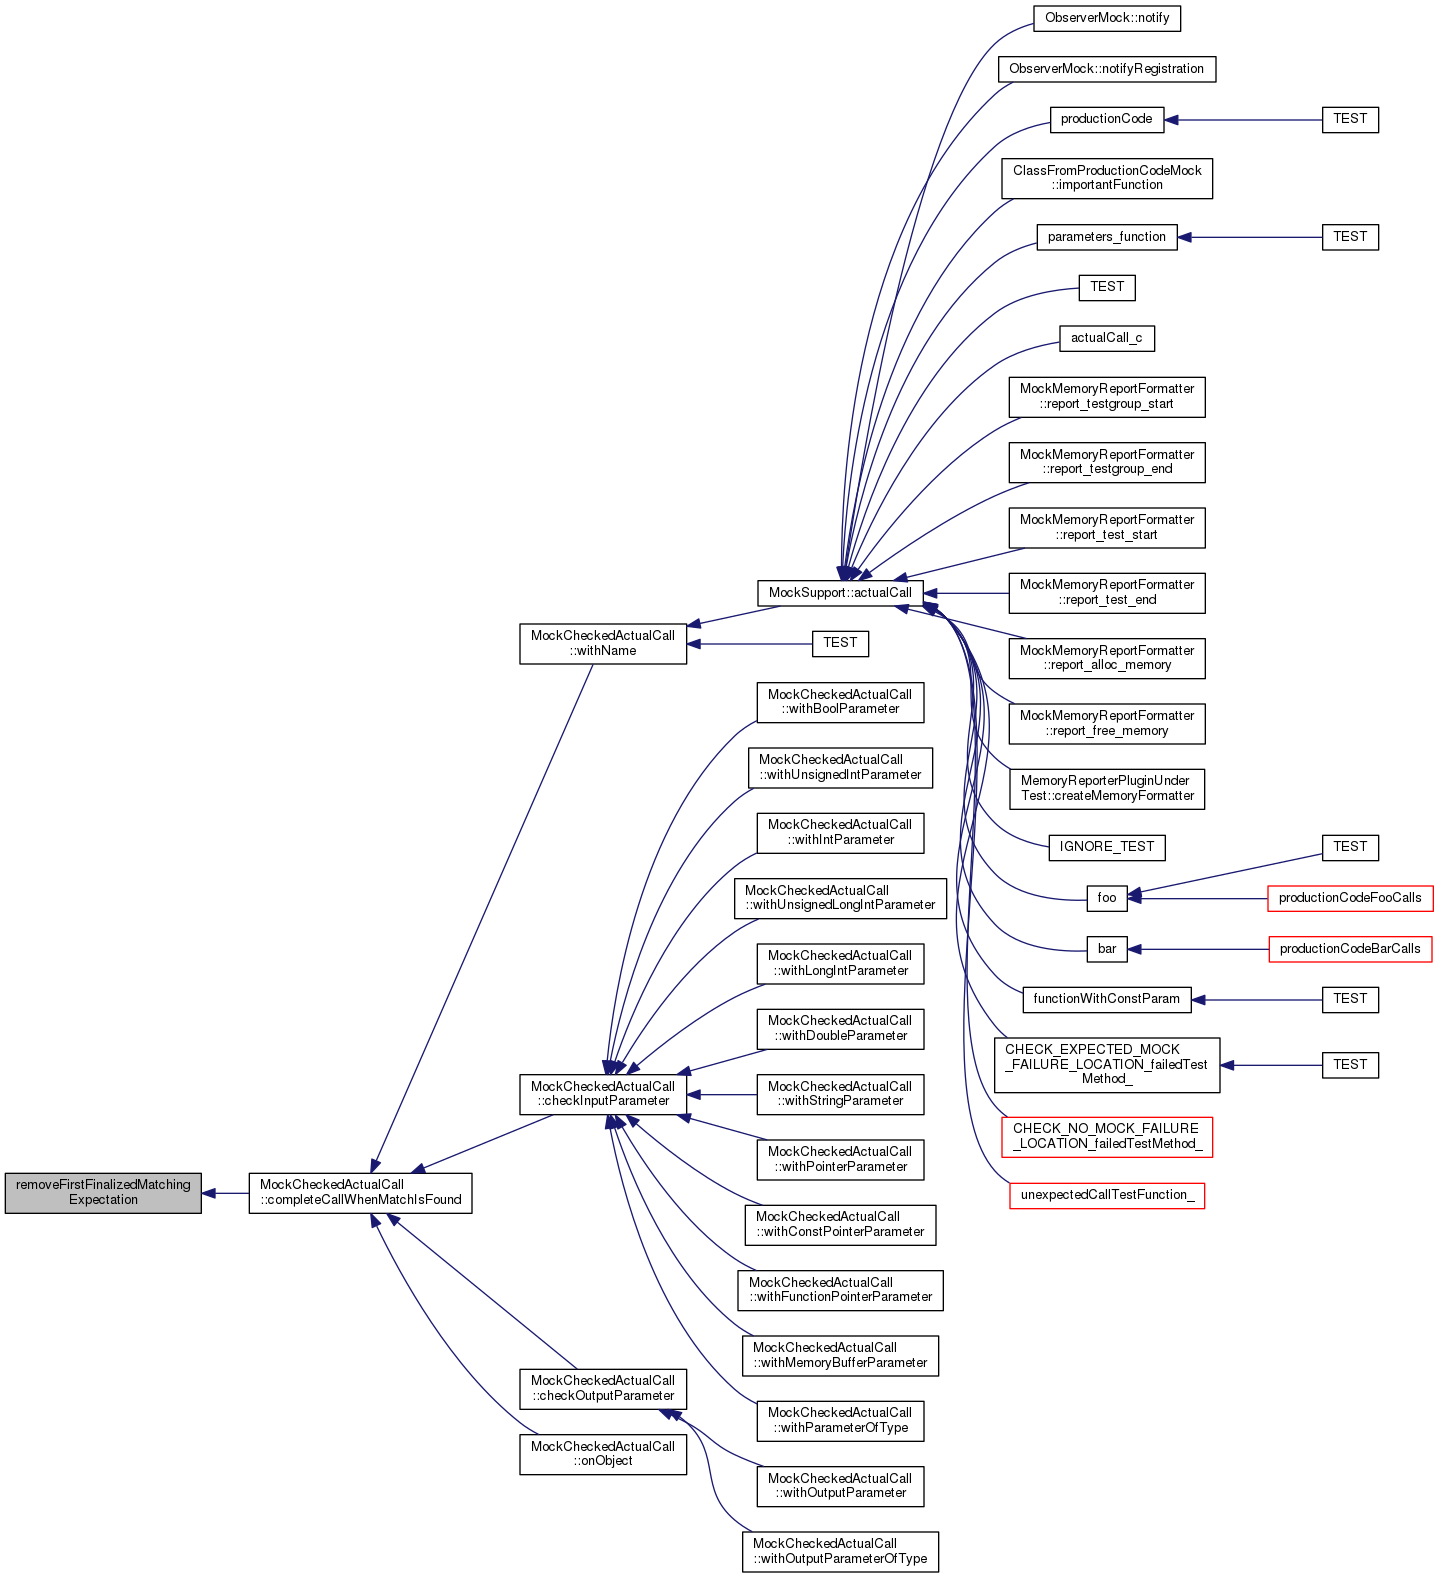 ObserverMock::notify
ObserverMock::notifyRegistration
productionCode
TEST
ClassFromProductionCodeMock
::importantFunction
parameters_function
TEST
TEST
actualCall_c
MockMemoryReportFormatter
::report_testgroup_start
MockMemoryReportFormatter
::report_testgroup_end
MockMemoryReportFormatter
::report_test_start
MockSupport::actualCall
MockMemoryReportFormatter
::report_test_end
MockCheckedActualCall
::withName
TEST
MockMemoryReportFormatter
::report_alloc_memory
MockCheckedActualCall
::withBoolParameter
MockMemoryReportFormatter
::report_free_memory
MockCheckedActualCall
::withUnsignedIntParameter
MemoryReporterPluginUnder
Test::createMemoryFormatter
MockCheckedActualCall
::withIntParameter
IGNORE_TEST
TEST
MockCheckedActualCall
::withUnsignedLongIntParameter
foo
productionCodeFooCalls
MockCheckedActualCall
::withLongIntParameter
bar
productionCodeBarCalls
functionWithConstParam
TEST
MockCheckedActualCall
::withDoubleParameter
CHECK_EXPECTED_MOCK
_FAILURE_LOCATION_failedTest
Method_
TEST
MockCheckedActualCall
::checkInputParameter
MockCheckedActualCall
::withStringParameter
CHECK_NO_MOCK_FAILURE
_LOCATION_failedTestMethod_
MockCheckedActualCall
::withPointerParameter
removeFirstFinalizedMatching
Expectation
MockCheckedActualCall
::completeCallWhenMatchIsFound
unexpectedCallTestFunction_
MockCheckedActualCall
::withConstPointerParameter
MockCheckedActualCall
::withFunctionPointerParameter
MockCheckedActualCall
::withMemoryBufferParameter
MockCheckedActualCall
::checkOutputParameter
MockCheckedActualCall
::withParameterOfType
MockCheckedActualCall
::onObject
MockCheckedActualCall
::withOutputParameter
MockCheckedActualCall
::withOutputParameterOfType